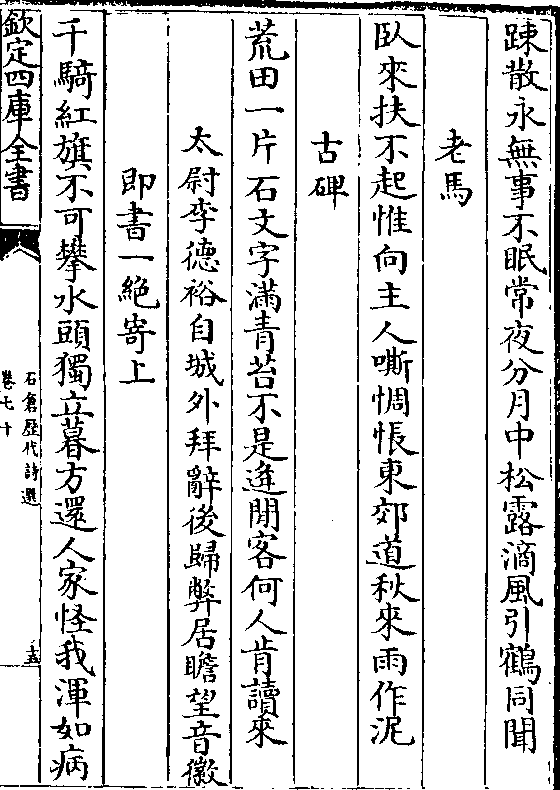 踈散永無事不眠常夜分月中松露滴風引鶴同聞
老馬
臥來扶不起惟向主人嘶惆悵東郊道秋來雨作泥
古碑
荒田一片石文字滿青苔不是逢閒客何人肯讀來
太尉李德裕自城外拜辭後歸弊居瞻望音徽
即書一絶寄上
千騎紅旗不可攀水頭獨立暮方還人家怪我渾如病
欽定四庫全書
石倉歷代詩選
卷七十
十五